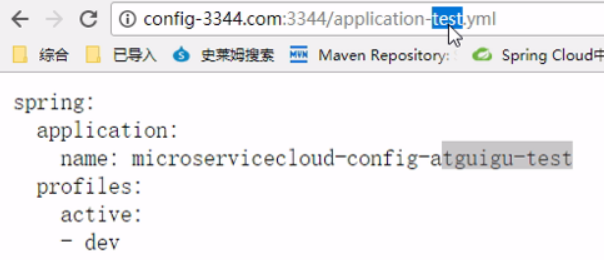 config-3344.com:3344/application-test.yml
综合 已导入 史莱姆搜索 MVN Maven Repository: Spring Cloud中
spring:
  application:
    name: microservicecloud-config-atguigu-test
  profiles:
    active:
    - dev